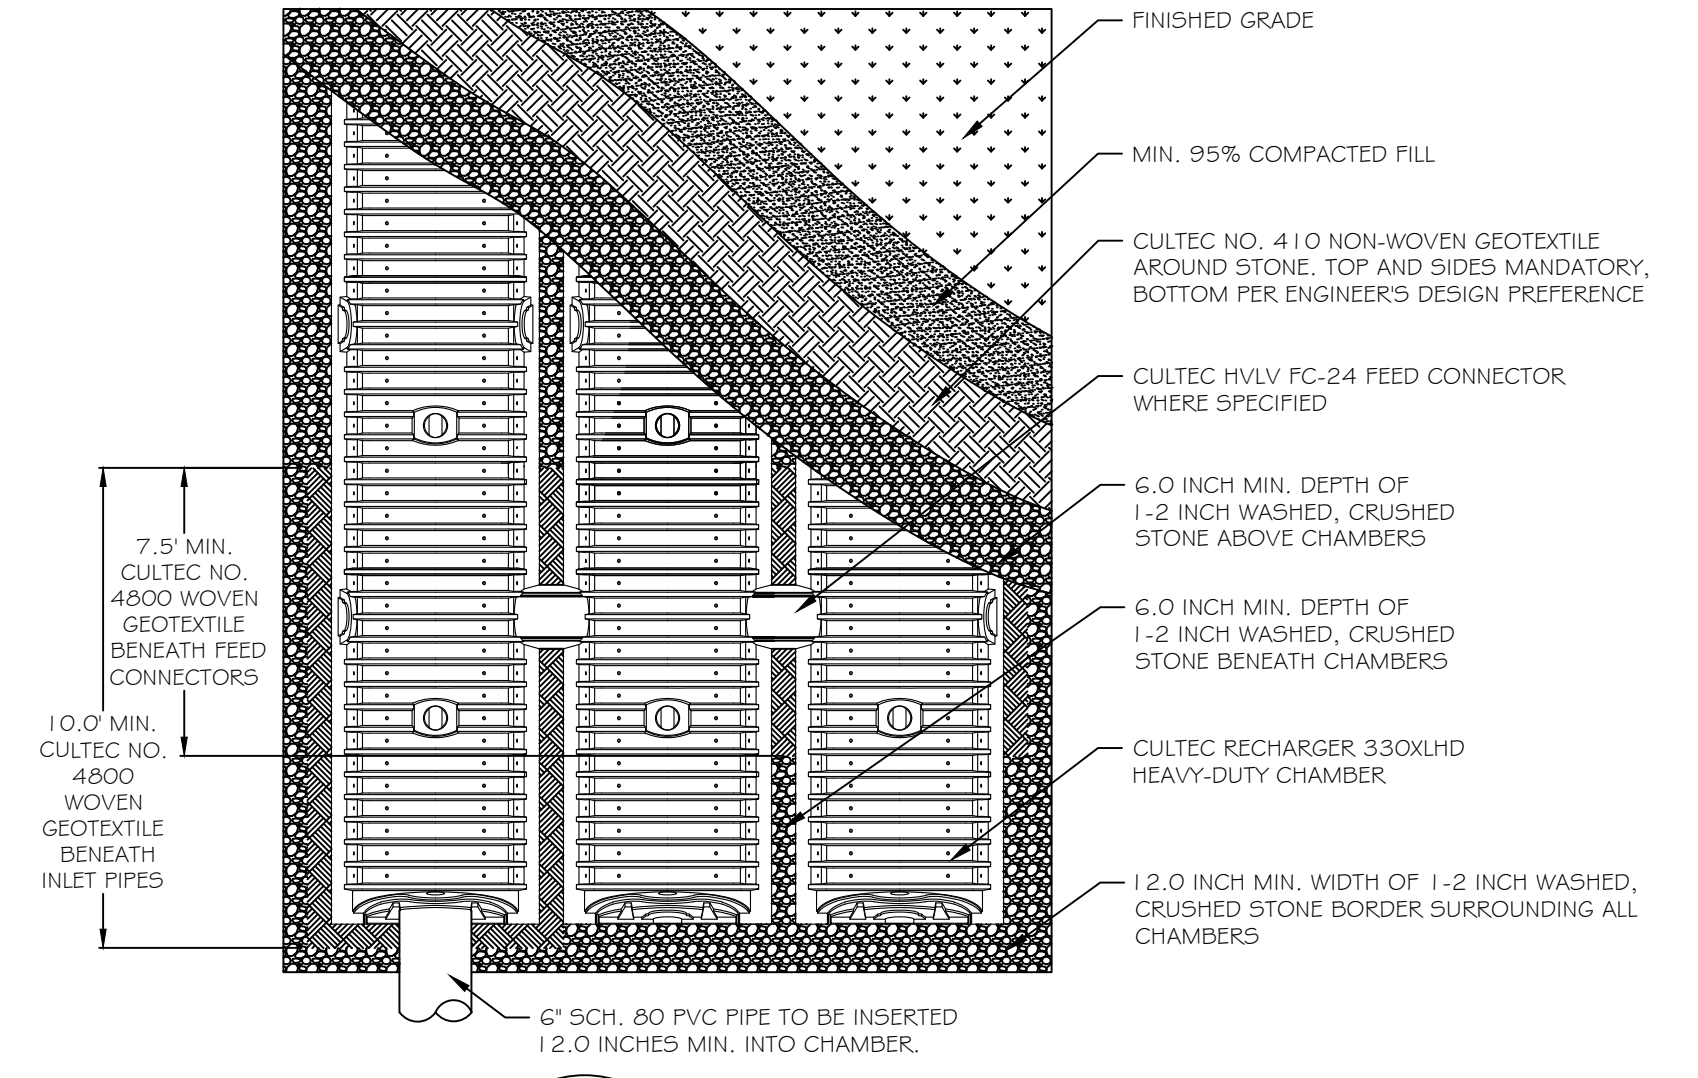 FINISHED GRADE
MIN. 95% COMPACTED FILL
CULTEC NO. 410 NON-WOVEN GEOTEXTILE
AROUND STONE. TOP AND SIDES MANDATORY,
BOTTOM PER ENGINEER'S DESIGN PREFERENCE
CULTEC HVLV FC-24 FEED CONNECTOR
WHERE SPECIFIED
6.0 INCH MIN. DEPTH OF
1-2 INCH WASHED, CRUSHED
STONE ABOVE CHAMBERS
6.0 INCH MIN. DEPTH OF
1-2 INCH WASHED, CRUSHED
STONE BENEATH CHAMBERS
CULTEC RECHARGER 330XLHD
HEAVY-DUTY CHAMBER
12.0 INCH MIN. WIDTH OF 1-2 INCH WASHED,
CRUSHED STONE BORDER SURROUNDING ALL
CHAMBERS
7.5' MIN.
CULTEC NO.
4800 WOVEN
GEOTEXTILE
BENEATH FEED
CONNECTORS
10.0' MIN.
CULTEC NO.
4800
WOVEN
GEOTEXTILE
BENEATH
INLET PIPES
6" SCH. 80 PVC PIPE TO BE INSERTED
12.0 INCHES MIN. INTO CHAMBER.